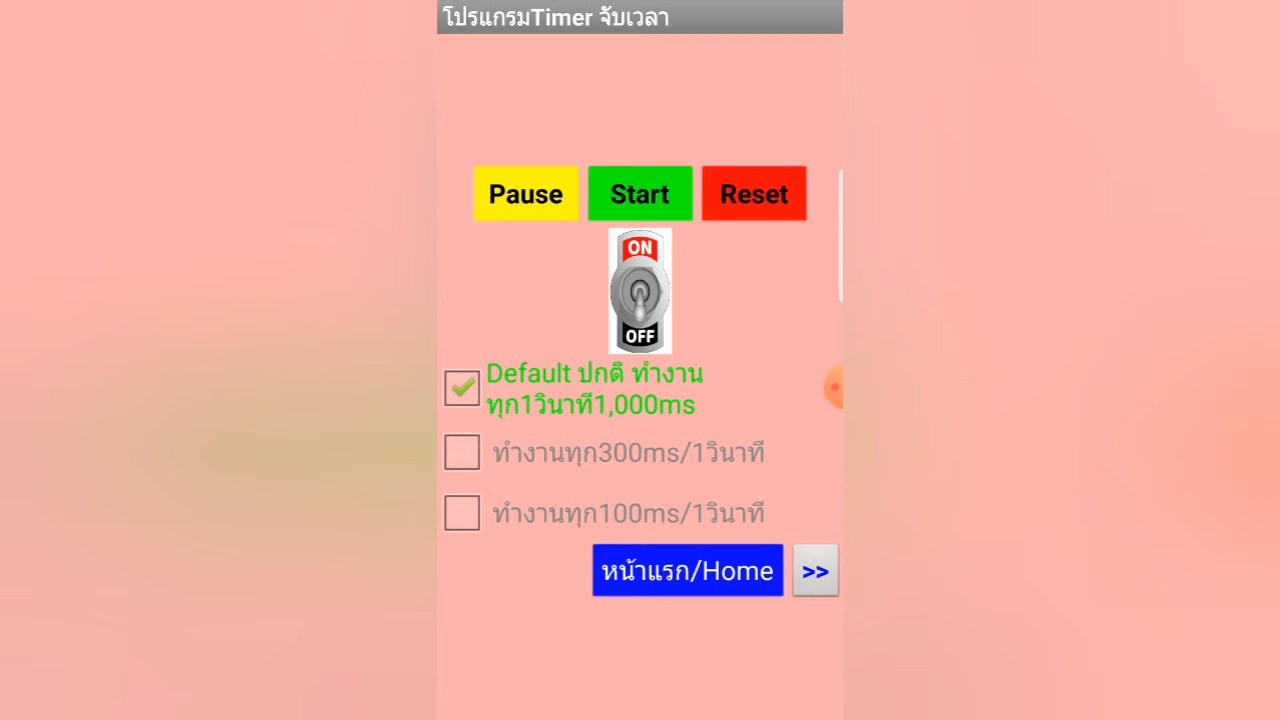 โปรแกรมTimer จับเวลา
Pause Start Reset
ON
OFF
Default ปกติ ทำงาน
ทุก1วินาที1,000ms
ทำงานทุก300ms/1วินาที
ทำงานทุก100ms/1วินาที
หน้าแรก/Home >>